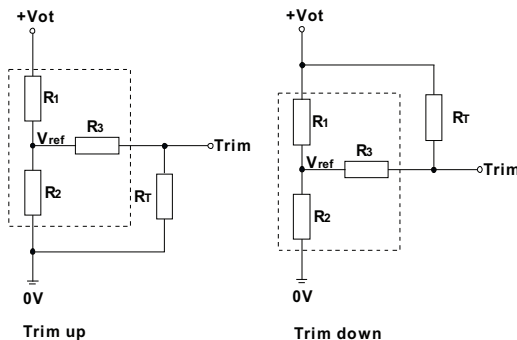 +Vot
R1
Vref
R3
Trim
R2
RT
0V
Trim up
+Vot
R1
RT
Vref
R3
Trim
R2
0V
Trim down